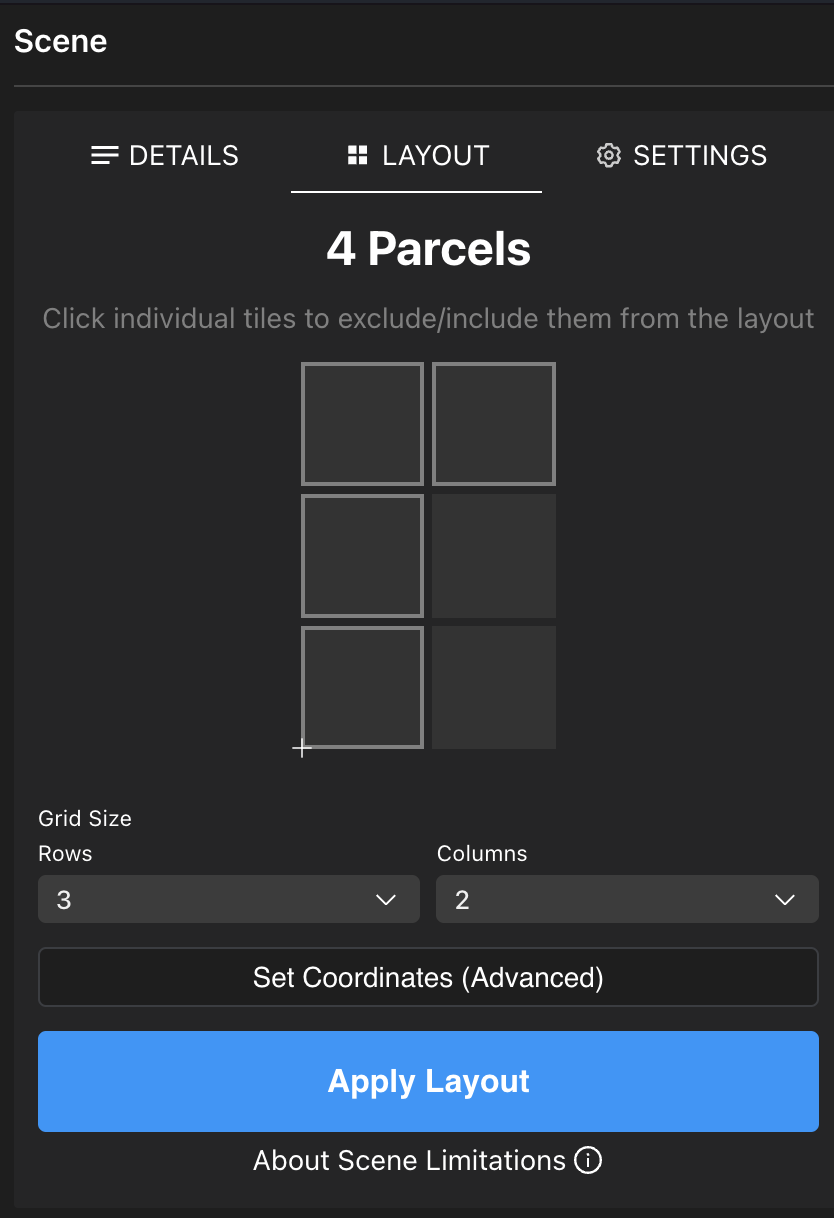 Scene
DETAILS
LAYOUT
SETTINGS
4 Parcels
Click individual tiles to exclude/include them from the layout
Grid Size
Rows
Columns
3
2
Set Coordinates (Advanced)
Apply Layout
About Scene Limitations